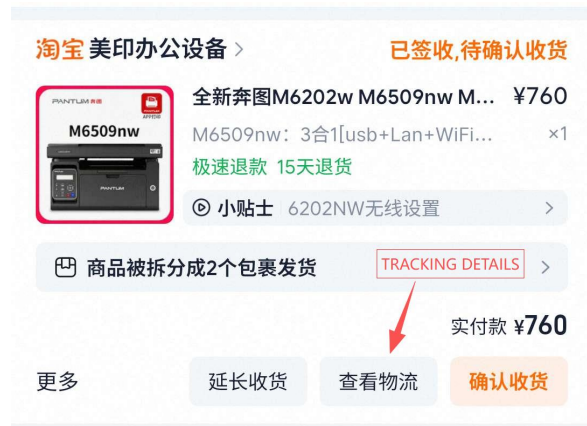 淘宝 美印办公设备 > 已签收,待确认收货
PANTUM 奔图
M6509nw
PANTUM
全新奔图M6202w M6509nw M... ¥760
M6509nw：3合1[usb+Lan+WiFi... ×1
极速退款 15天退货
小贴士 6202NW无线设置 >
商品被拆分成2个包裹发货 TRACKING DETAILS >
实付款 ¥760
更多 延长收货 查看物流 确认收货